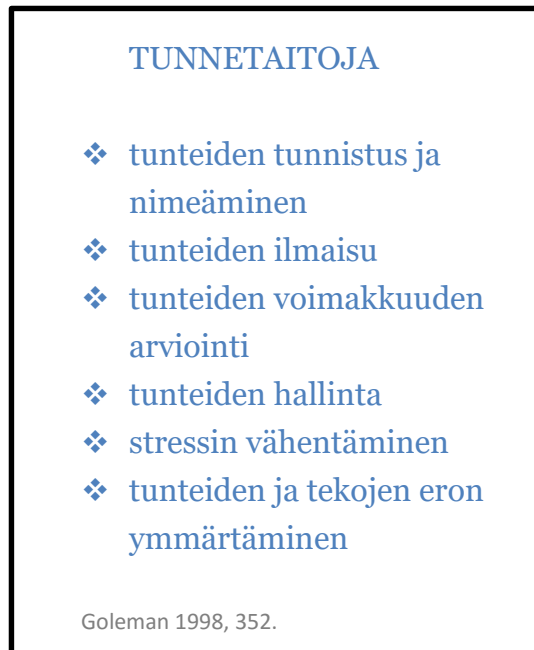 TUNNETAITOJA
❖ tunteiden tunnistus ja
nimeäminen
❖ tunteiden ilmaisu
❖ tunteiden voimakkuuden
arviointi
❖ tunteiden hallinta
❖ stressin vähentäminen
❖ tunteiden ja tekojen eron
ymmärtäminen
Goleman 1998, 352.